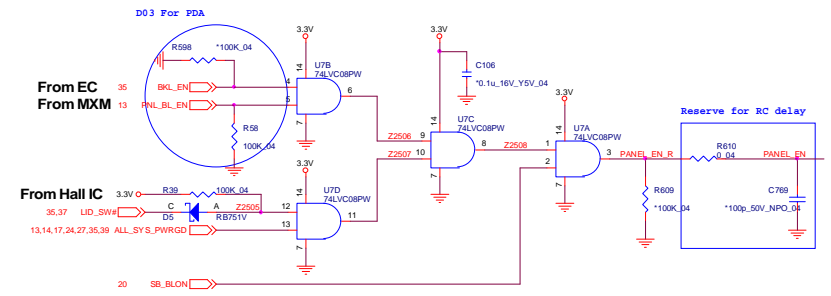 D03 For PDA
R598
*100K_04
From EC 35 BKL_EN
From MXM 13 PNL_BL_EN
R58
100K_04
3.3V
14
U7B
74LVC08PW
4
5
6
7
3.3V
C106
*0.1u_16V_Y5V_04
14
U7C
74LVC08PW
Z2506 9
Z2507 10
8
7
Z2508
3.3V
14
U7A
74LVC08PW
1
2
3
7
PANEL_EN_R
R609
*100K_04
Reserve for RC delay
R610
0_04
PANEL_EN
C769
*100p_50V_NPO_04
From Hall IC
3.3V
R39
100K_04
35,37 LID_SW#
C
A
D5
RB751V
Z2505
13,14,17,24,27,35,39 ALL_SYS_PWRGD
3.3V
14
U7D
74LVC08PW
12
13
11
7
20 SB_BLON